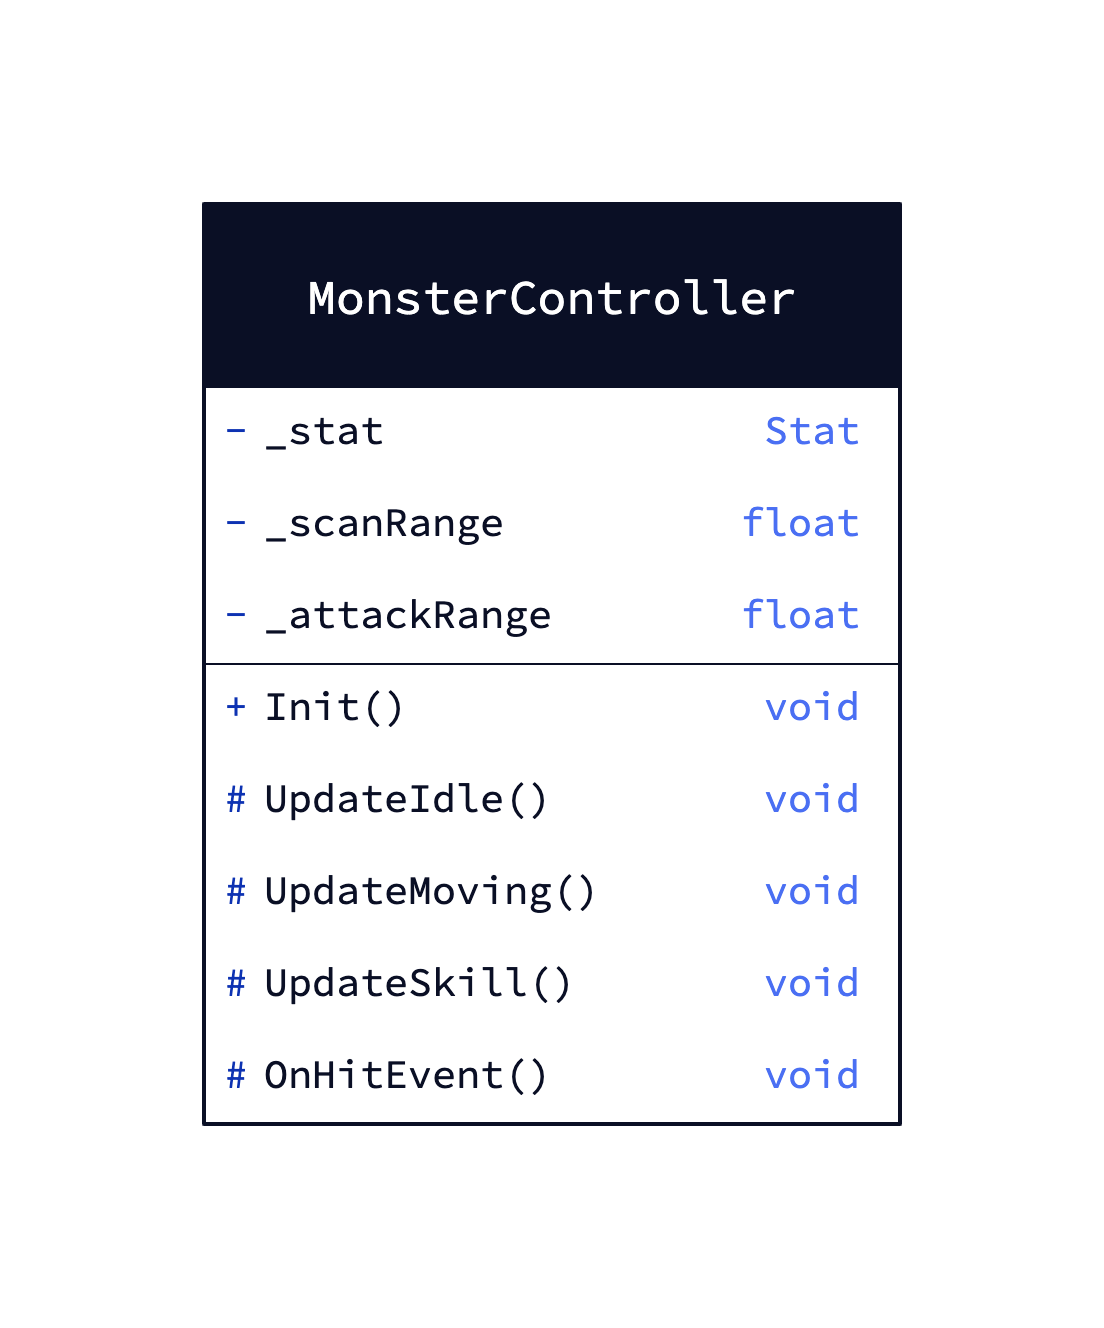 MonsterController
- _stat Stat
- _scanRange float
- _attackRange float
+ Init() void
# UpdateIdle() void
# UpdateMoving() void
# UpdateSkill() void
# OnHitEvent() void